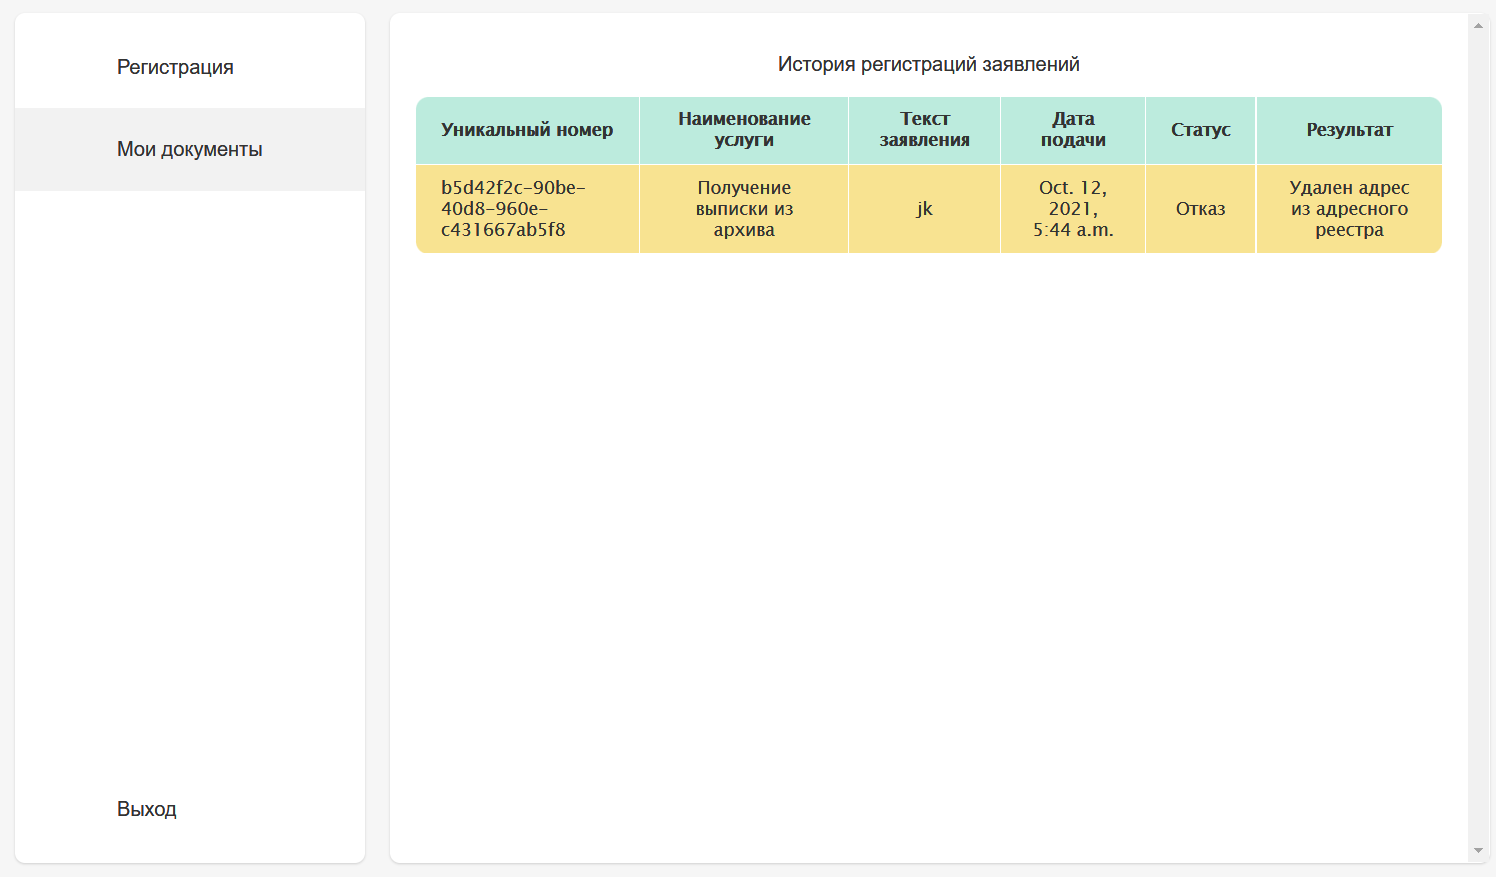 Регистрация
Мои документы
Выход
История регистраций заявлений
Уникальный номер
Наименование
услуги
Текст
заявления
Дата
подачи
Статус
Результат
b5d42f2c-90be-
40d8-960e-
c431667ab5f8
Получение
выписки из
архива
jk
Oct. 12,
2021,
5:44 a.m.
Отказ
Удален адрес
из адресного
реестра